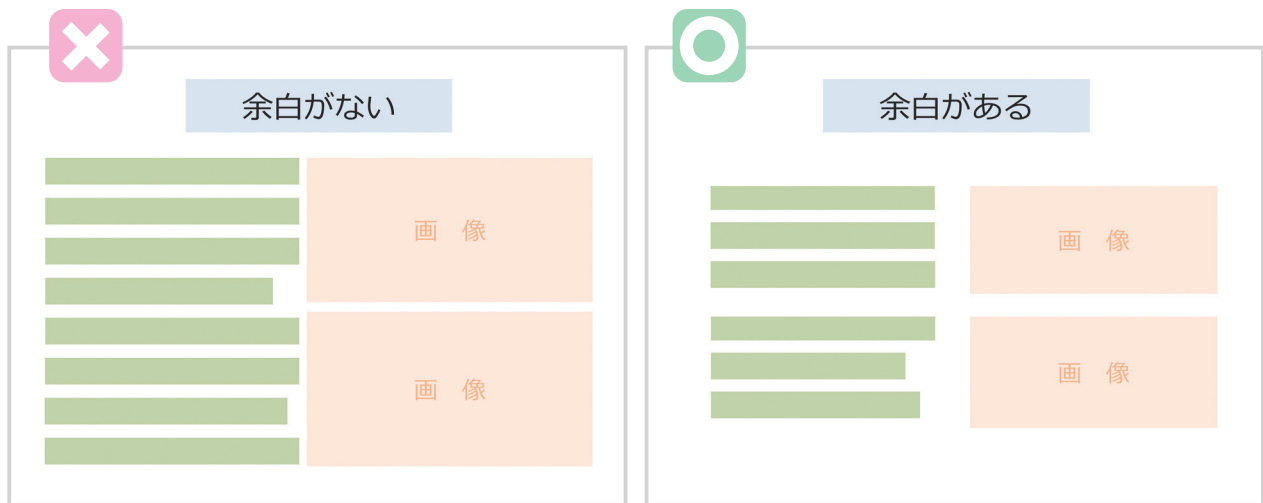 余白がない
画　像
画　像
余白がある
画　像
画　像